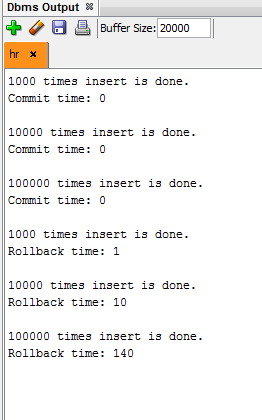 Dbms Output
Buffer Size: 20000
hr
1000 times insert is done.
Commit time: 0
10000 times insert is done.
Commit time: 0
100000 times insert is done.
Commit time: 0
1000 times insert is done.
Rollback time: 1
10000 times insert is done.
Rollback time: 10
100000 times insert is done.
Rollback time: 140